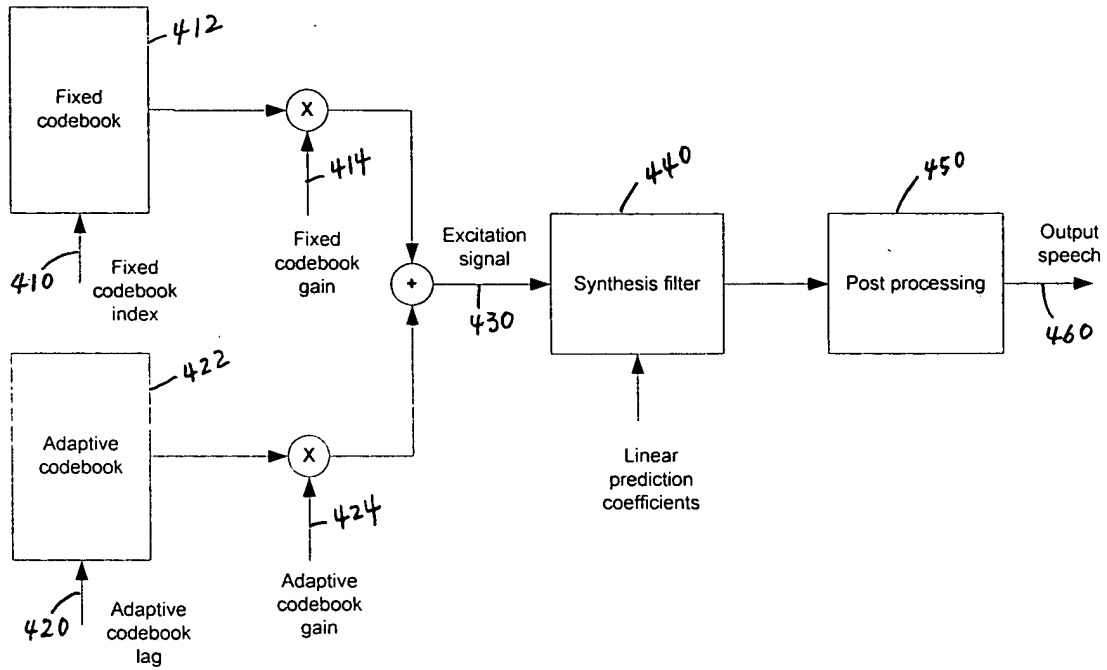 412
Fixed
codebook
X
414
410
Fixed
codebook
index
Fixed
codebook
gain
422
Adaptive
codebook
X
424
420
Adaptive
codebook
lag
Adaptive
codebook
gain
+
Excitation
signal
430
440
Synthesis filter
Linear
prediction
coefficients
450
Post processing
Output
speech
460